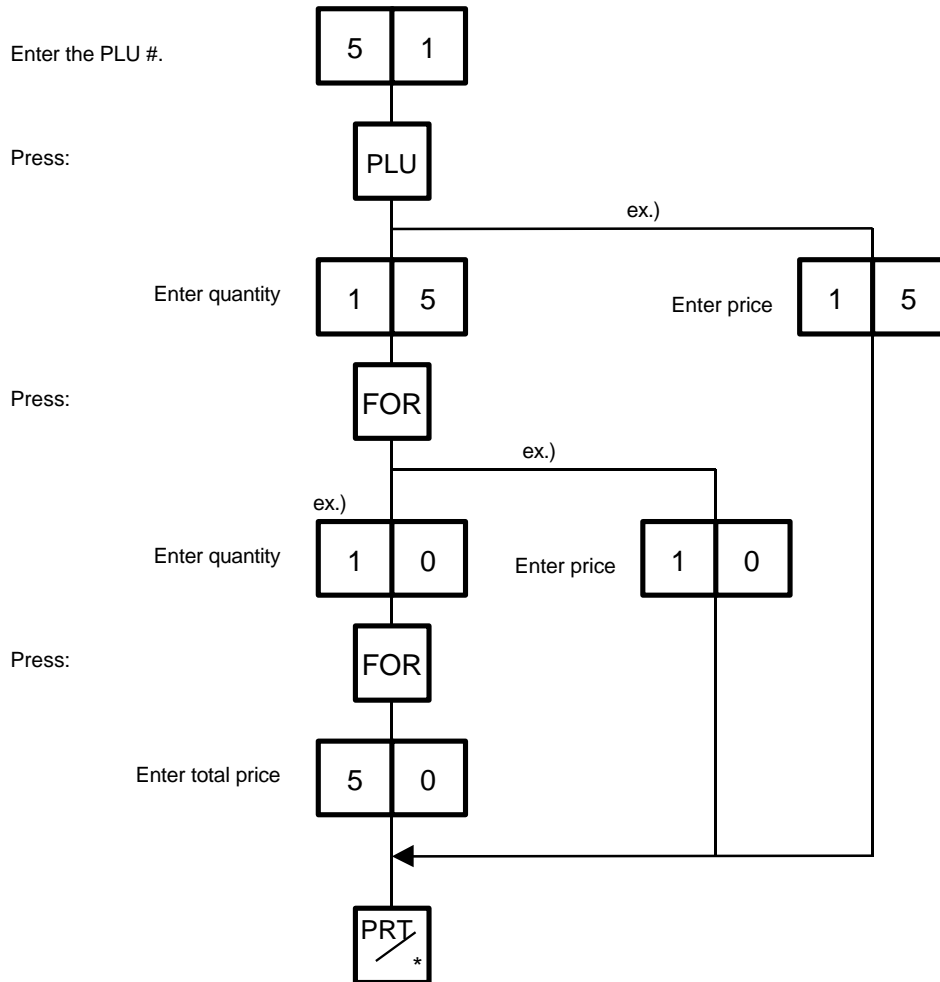 Enter the PLU #.
5 1
Press:
PLU
ex.)
Enter quantity
1 5
Enter price
1 5
Press:
FOR
ex.)
ex.)
Enter quantity
1 0
Enter price
1 0
Press:
FOR
Enter total price
5 0
PRT
*